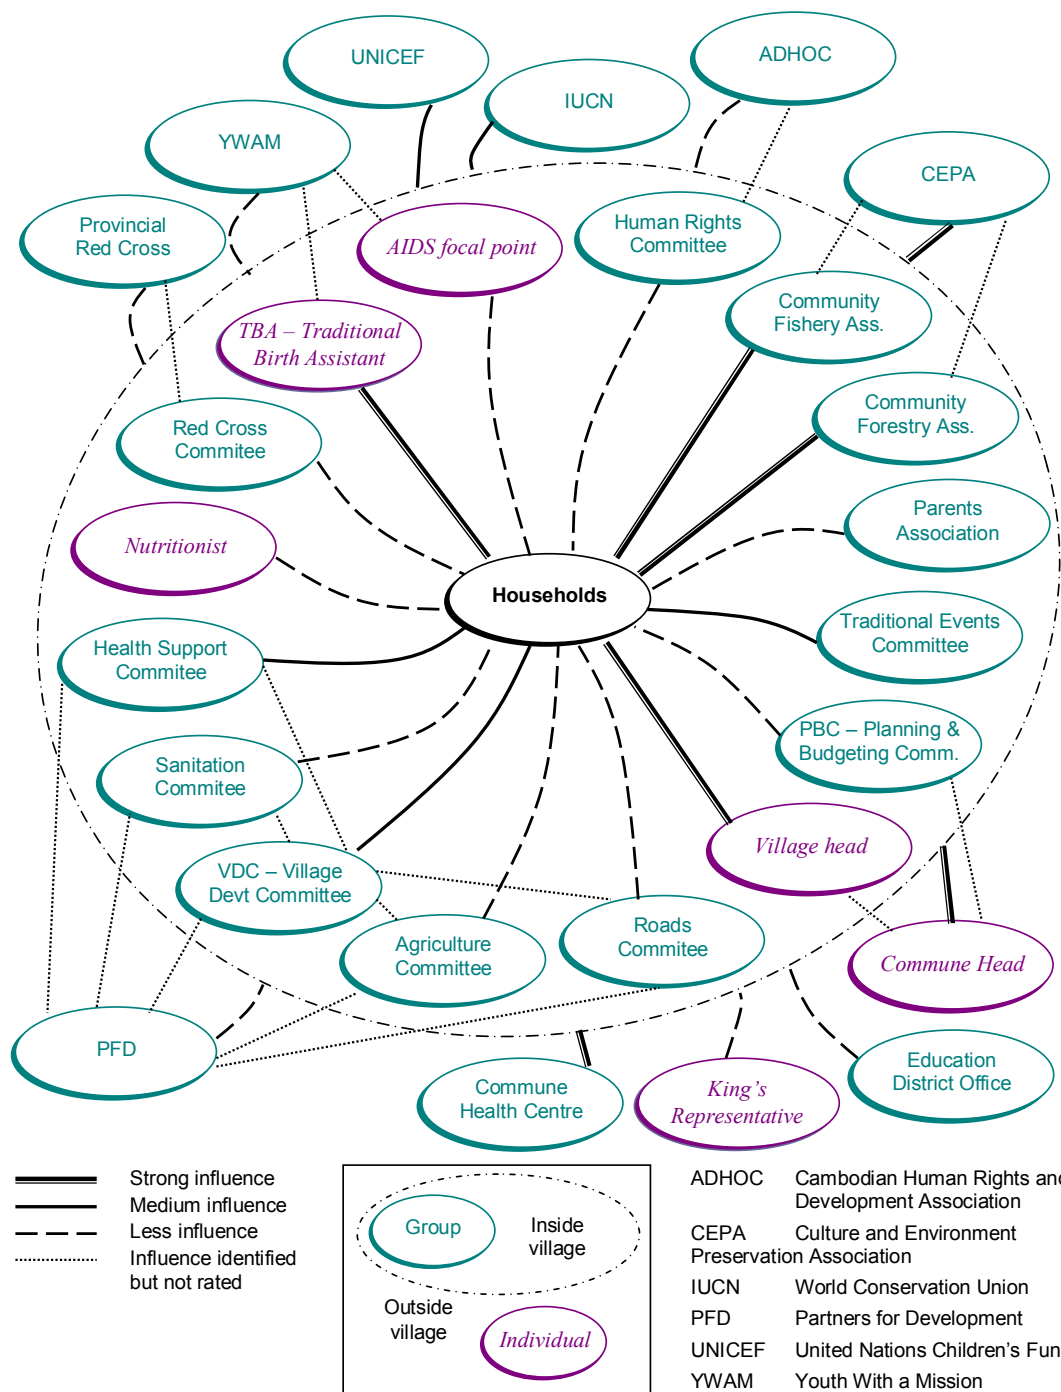 UNICEF
ADHOC
IUCN
YWAM
CEPA
Provincial
Red Cross
AIDS focal point
Human Rights
Committee
TBA – Traditional
Birth Assistant
Community
Fishery Ass.
Red Cross
Commitee
Community
Forestry Ass.
Nutritionist
Parents
Association
Households
Health Support
Commitee
Traditional Events
Committee
Sanitation
Commitee
PBC – Planning &
Budgeting Comm.
VDC – Village
Devt Committee
Village head
Agriculture
Committee
Roads
Commitee
Commune Head
PFD
Commune
Health Centre
King's
Representative
Education
District Office
Strong influence
Medium influence
Less influence
Influence identified
but not rated
Group
Inside
village
Outside
village
Individual
ADHOC Cambodian Human Rights and
Development Association
CEPA Culture and Environment
Preservation Association
IUCN World Conservation Union
PFD Partners for Development
UNICEF United Nations Children's Fun
YWAM Youth With a Mission